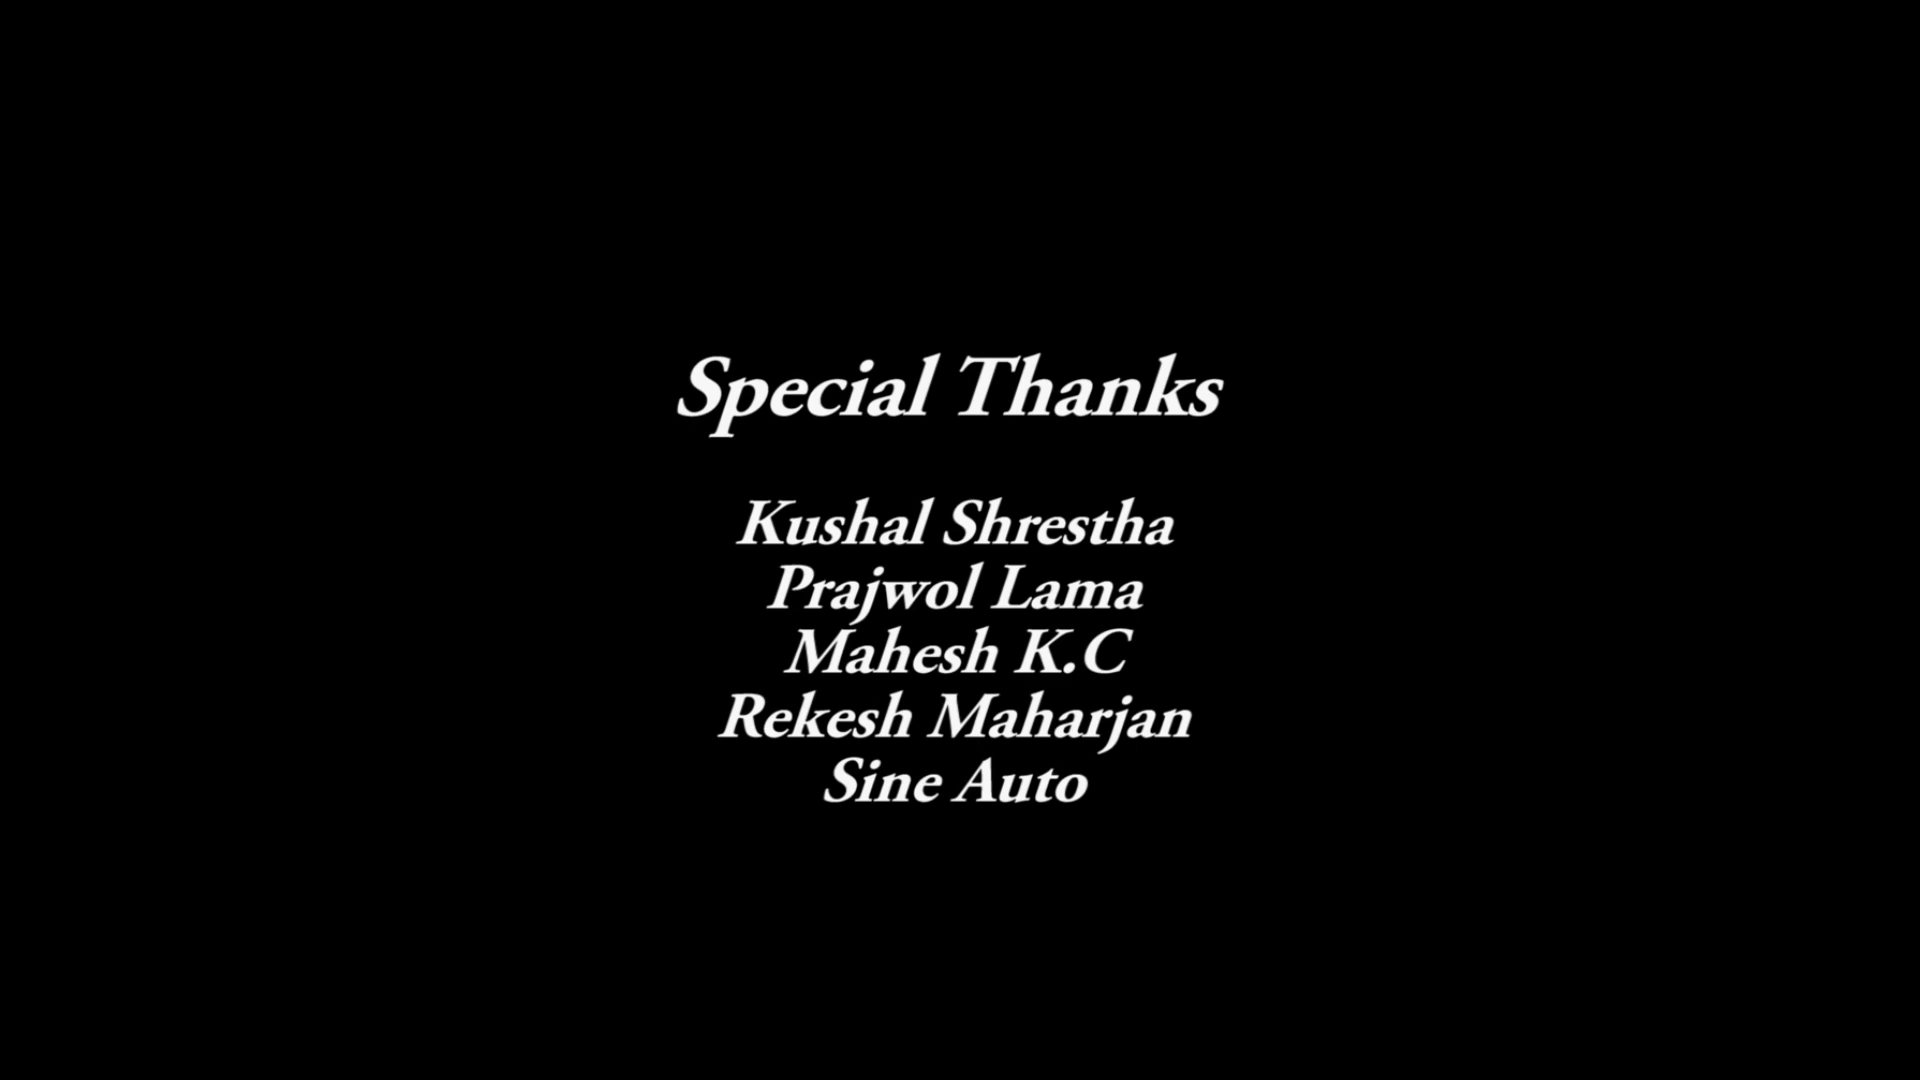 Special Thanks
Kushal Shrestha
Prajwol Lama
Mahesh K.C
Rekesh Maharjan
Sine Auto